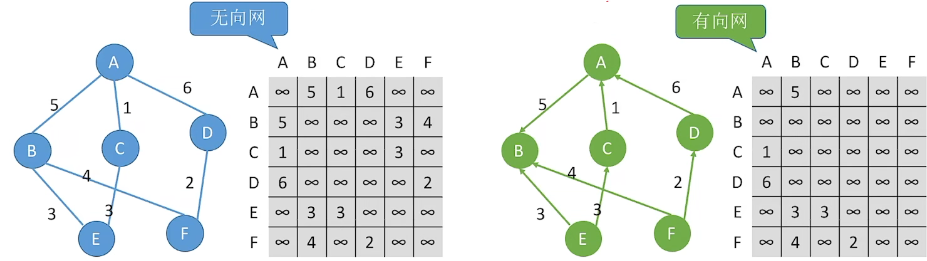 无向网
A
5
1
6
B
C
D
4
2
3
3
E
F
A B C D E F
A ∞ 5 1 6 ∞ ∞
B 5 ∞ ∞ ∞ 3 4
C 1 ∞ ∞ ∞ 3 ∞
D 6 ∞ ∞ ∞ ∞ 2
E ∞ 3 3 ∞ ∞ ∞
F ∞ 4 ∞ 2 ∞ ∞
有向网
A
5
1
6
B
C
D
4
2
3
3
E
F
A B C D E F
A ∞ 5 ∞ ∞ ∞ ∞
B ∞ ∞ ∞ ∞ ∞ ∞
C 1 ∞ ∞ ∞ ∞ ∞
D 6 ∞ ∞ ∞ ∞ ∞
E ∞ 3 3 ∞ ∞ ∞
F ∞ 4 ∞ 2 ∞ ∞